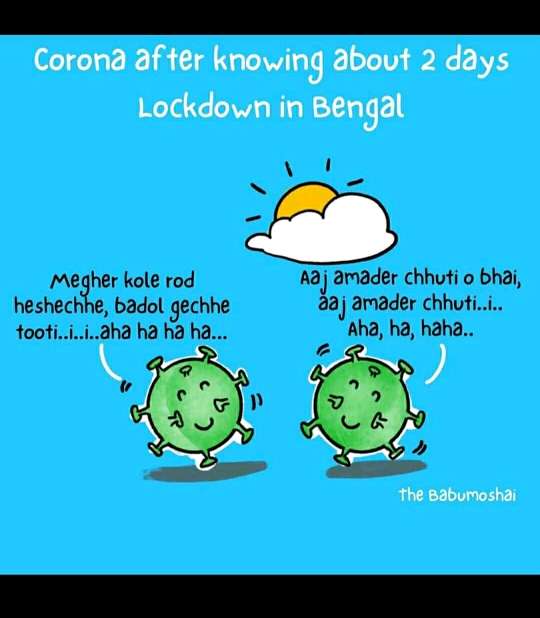 Corona after knowing about 2 days
Lockdown in Bengal
Megher kole rod
heshechhe, badol gechhe
tooti..i..i..aha ha ha ha...
Aaj amader chhuti o bhai,
aaj amader chhuti..i..
Aha, ha, haha..
The Babumoshai